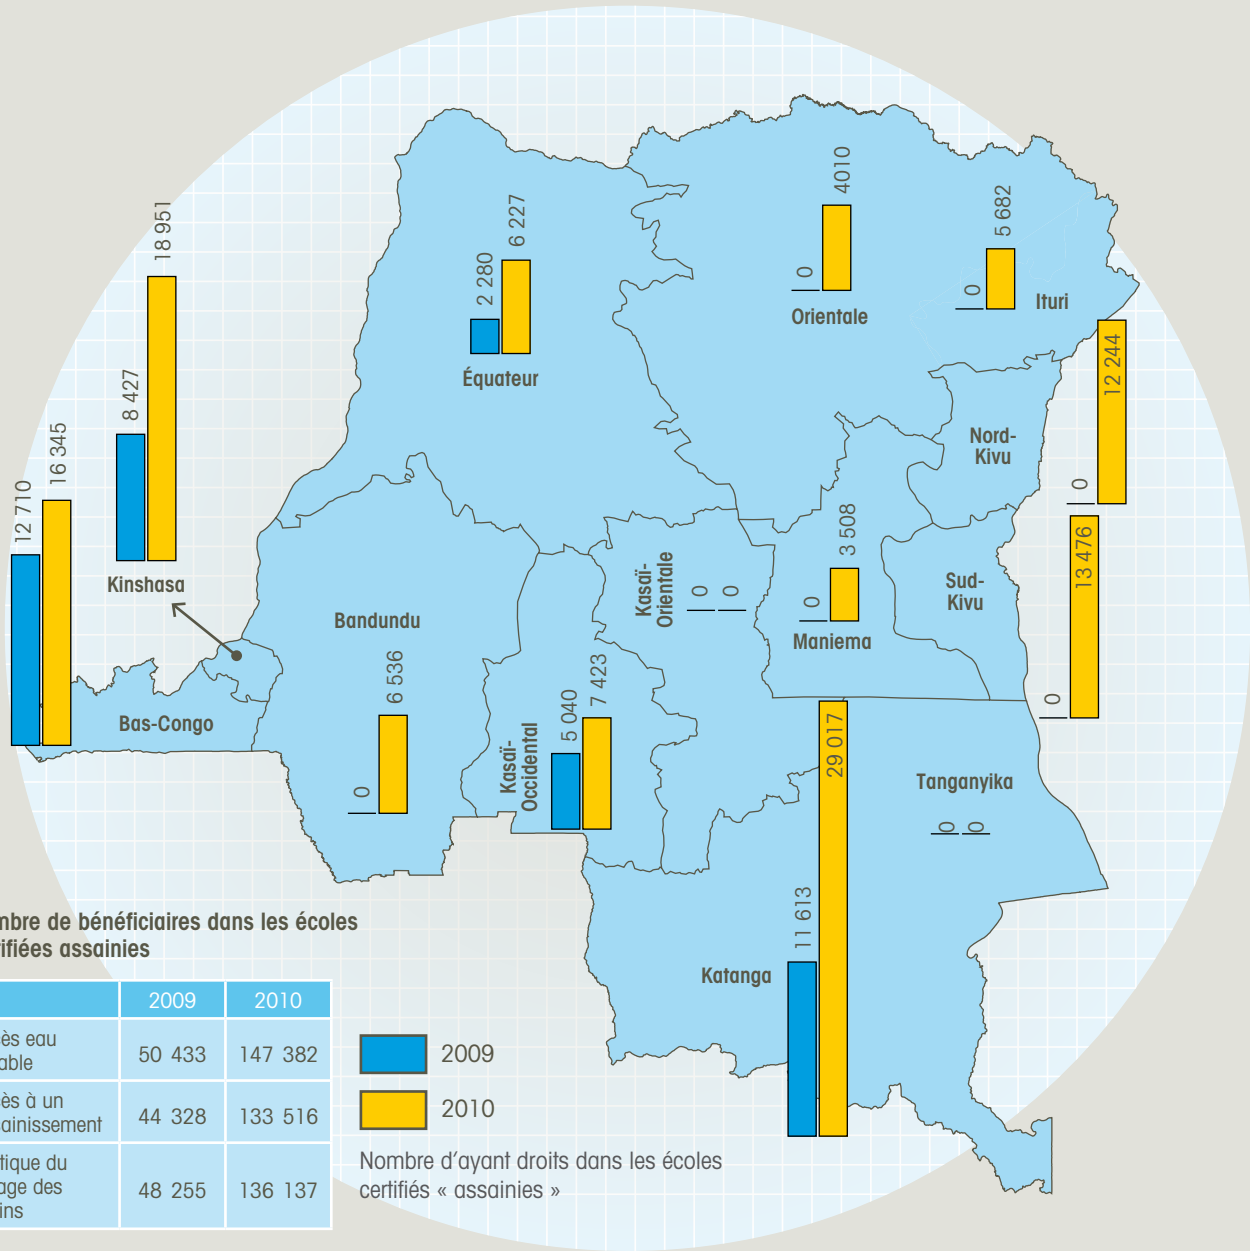 4010
0
Orientale
5 682
0
Ituri
18 951
8 427
Kinshasa
2 280
6 227
Équateur
12 244
0
Nord-
Kivu
12 710
16 345
Bas-Congo
13 476
0
Sud-
Kivu
3 508
0
Maniema
Kasaï-
Orientale
0 0
Bandundu
6 536
0
Kasaï-
Occidental
5 040
7 423
29 017
11 613
Katanga
Tanganyika
0 0
mbre de bénéficiaires dans les écoles
tifiées assainies
2009 2010
ès eau
able
50 433 147 382
ès à un
ainissement
44 328 133 516
tique du
age des
ins
48 255 136 137
2009
2010
Nombre d'ayant droits dans les écoles
certifiés « assainies »